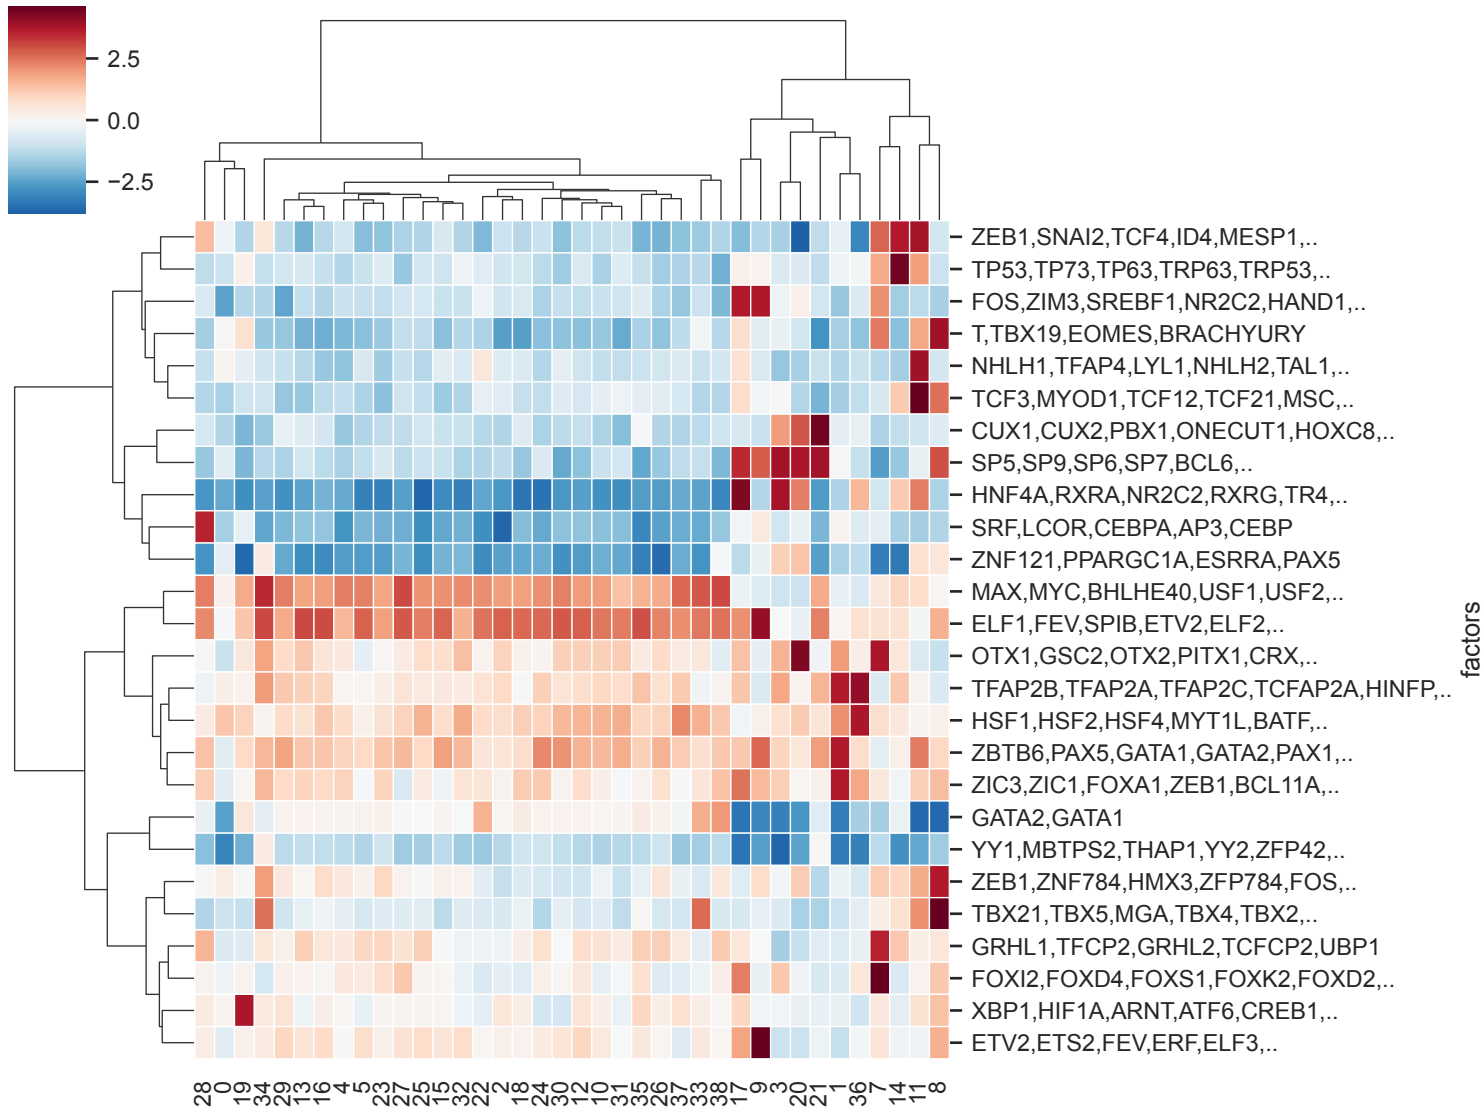 2.5
0.0
−2.5
ZEB1,SNAI2,TCF4,ID4,MESP1,..
TP53,TP73,TP63,TRP63,TRP53,..
FOS,ZIM3,SREBF1,NR2C2,HAND1,..
T,TBX19,EOMES,BRACHYURY
NHLH1,TFAP4,LYL1,NHLH2,TAL1,..
TCF3,MYOD1,TCF12,TCF21,MSC,..
CUX1,CUX2,PBX1,ONECUT1,HOXC8,..
SP5,SP9,SP6,SP7,BCL6,..
HNF4A,RXRA,NR2C2,RXRG,TR4,..
SRF,LCOR,CEBPA,AP3,CEBP
ZNF121,PPARGC1A,ESRRA,PAX5
MAX,MYC,BHLHE40,USF1,USF2,..
ELF1,FEV,SPIB,ETV2,ELF2,..
OTX1,GSC2,OTX2,PITX1,CRX,..
TFAP2B,TFAP2A,TFAP2C,TCFAP2A,HINFP,..
HSF1,HSF2,HSF4,MYT1L,BATF,..
ZBTB6,PAX5,GATA1,GATA2,PAX1,..
ZIC3,ZIC1,FOXA1,ZEB1,BCL11A,..
GATA2,GATA1
YY1,MBTPS2,THAP1,YY2,ZFP42,..
ZEB1,ZNF784,HMX3,ZFP784,FOS,..
TBX21,TBX5,MGA,TBX4,TBX2,..
GRHL1,TFCP2,GRHL2,TCFCP2,UBP1
FOXI2,FOXD4,FOXS1,FOXK2,FOXD2,..
XBP1,HIF1A,ARNT,ATF6,CREB1,..
ETV2,ETS2,FEV,ERF,ELF3,..
factors
28 0 19 34 29 13 16 4 5 23 27 25 15 32 22 2 18 24 30 12 10 31 35 26 37 33 38 17 9 3 20 21 1 36 7 14 11 8